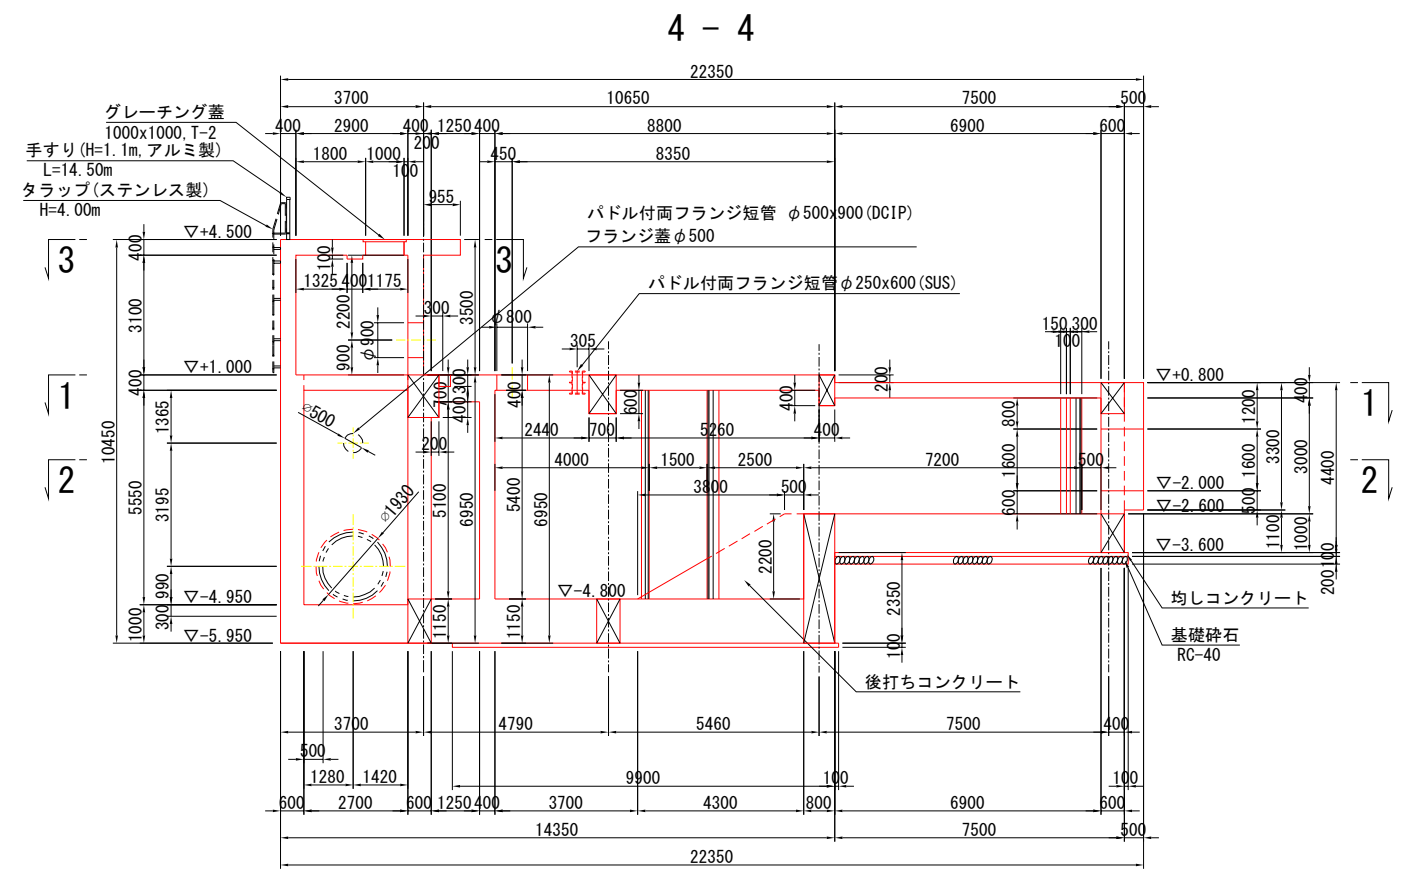 4 － 4
22350
3700 10650 7500 500
グレーチング蓋
1000x1000,T-2
400 2900 400 1250 400 8800 6900 600
200
手すり(H=1.1m,アルミ製)
L=14.50m
1800 1000 450 8350
100
タラップ(ステンレス製)
H=4.00m
955
パドル付両フランジ短管 φ500x900(DCIP)
フランジ蓋φ500
▽+4.500
3 3
400 100
パドル付両フランジ短管φ250x600(SUS)
1325 400 1175
3100 2200 φ900 900 300 3500 φ800
305
150 300
100
▽+1.000
▽+0.800
1 1
400 700 300 400 400 600 400 200 400
1365 ⌀500 200 2440 700 5260 400 800 1200
10450
2 2
4000 1500 2500 7200 500
3800 500
5550 3195 ⌀1930 5100 6950 5400 6950 1600 1600 3300 3000 4400
▽-2.000
600 500
▽-2.600
2200 1100 1000
▽-3.600
990 100
▽-4.800
200
▽-4.950
300 1000 1150 1150 2350
均しコンクリート
▽-5.950
100
基礎砕石
RC-40
後打ちコンクリート
3700 4790 5460 7500 400
500
1280 1420 9900 100 100
600 2700 600 1250 400 3700 4300 800 6900 600
14350 7500 500
22350